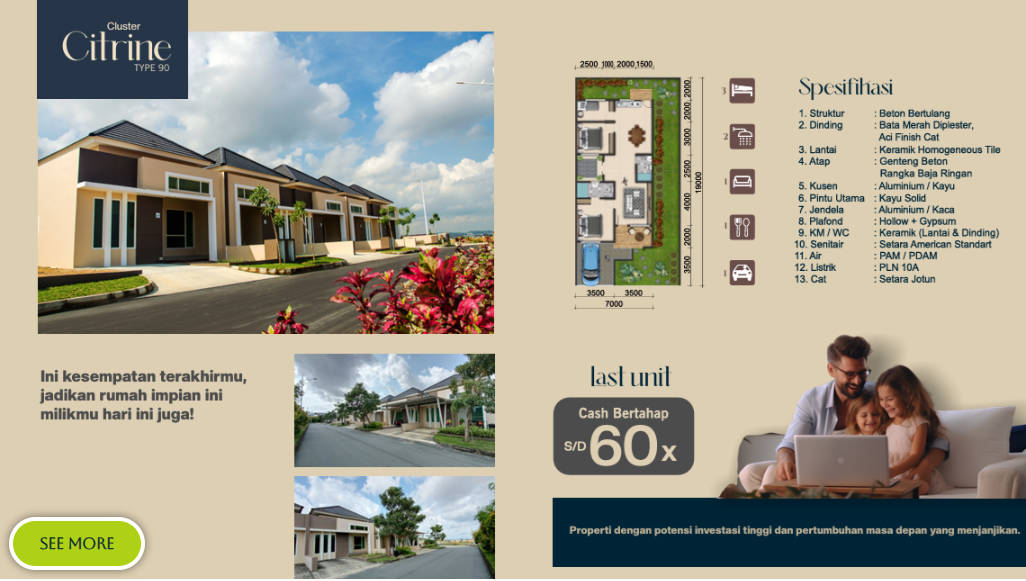 Cluster
Citrine
TYPE 90
Ini kesempatan terakhirmu,
jadikan rumah impian ini
milikmu hari ini juga!
SEE MORE
2500 1000 2000 1500
2000
2000
3000
2500
4000
2000
3500
19000
3500 3500
7000
3
2
1
1
1
Spesifihasi
1. Struktur : Beton Bertulang
2. Dinding : Bata Merah Diplester,
Aci Finish Cat
3. Lantai : Keramik Homogeneous Tile
4. Atap : Genteng Beton
Rangka Baja Ringan
5. Kusen : Aluminium / Kayu
6. Pintu Utama : Kayu Solid
7. Jendela : Aluminium / Kaca
8. Plafond : Hollow + Gypsum
9. KM / WC : Keramik (Lantai & Dinding)
10. Senitair : Setara American Standart
11. Air : PAM / PDAM
12. Listrik : PLN 10A
13. Cat : Setara Jotun
last unit
Cash Bertahap
S/D 60 x
Properti dengan potensi investasi tinggi dan pertumbuhan masa depan yang menjanjikan.